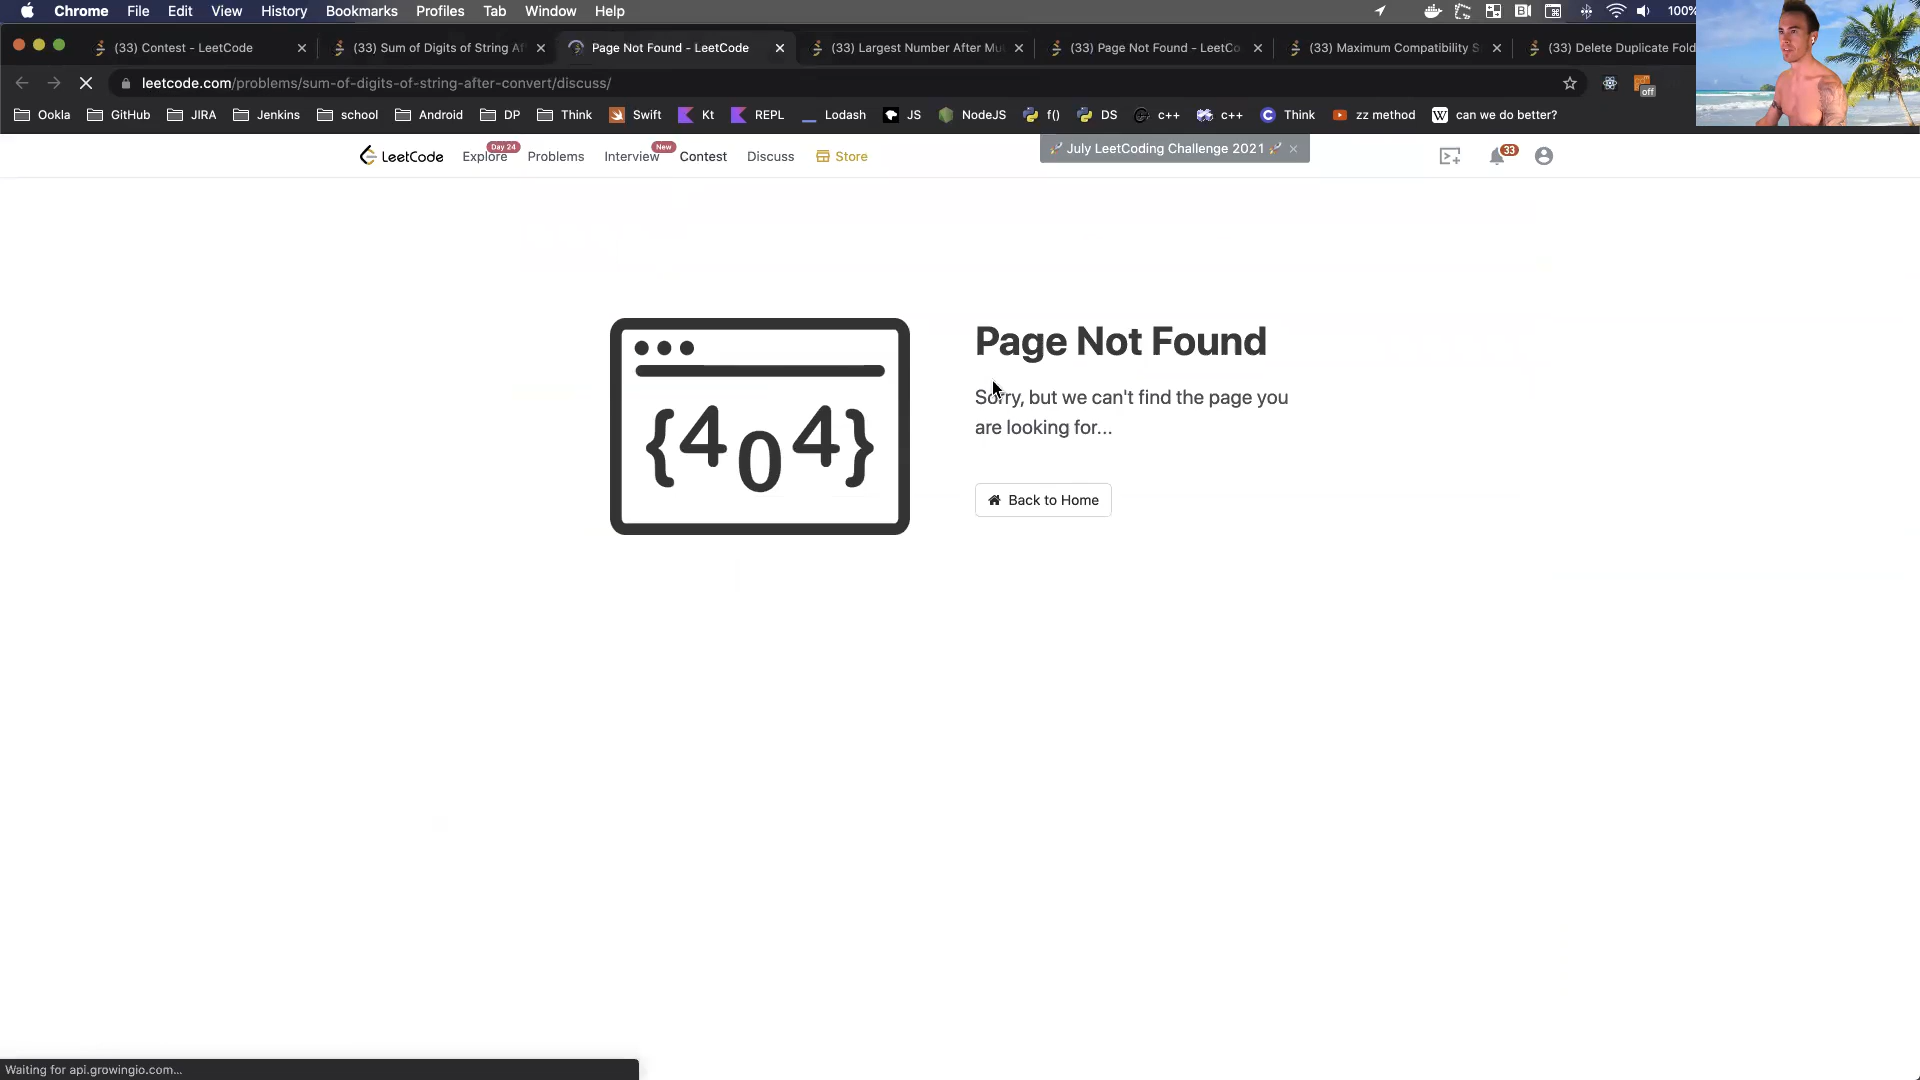 Chrome File Edit View History Bookmarks Profiles Tab Window Help 100%
(33) Contest - LeetCode (33) Sum of Digits of String Af Page Not Found - LeetCode (33) Largest Number After Mu (33) Page Not Found - LeetCo (33) Maximum Compatibility S (33) Delete Duplicate Fold
leetcode.com/problems/sum-of-digits-of-string-after-convert/discuss/ off
Ookla GitHub JIRA Jenkins school Android DP Think Swift Kt REPL Lodash JS NodeJS f() DS c++ c++ Think zz method W can we do better?
LeetCode Explore Day 24 Problems Interview New Contest Discuss Store July LeetCoding Challenge 2021 33
Page Not Found
{404}
Sorry, but we can't find the page you
are looking for...
Back to Home
Waiting for api.growingio.com...